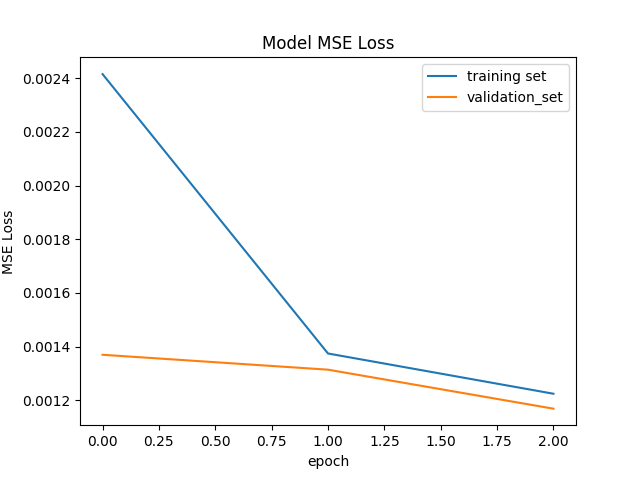 Model MSE Loss
training set
validation_set
0.0024
0.0022
0.0020
0.0018
0.0016
0.0014
0.0012
MSE Loss
0.00 0.25 0.50 0.75 1.00 1.25 1.50 1.75 2.00
epoch